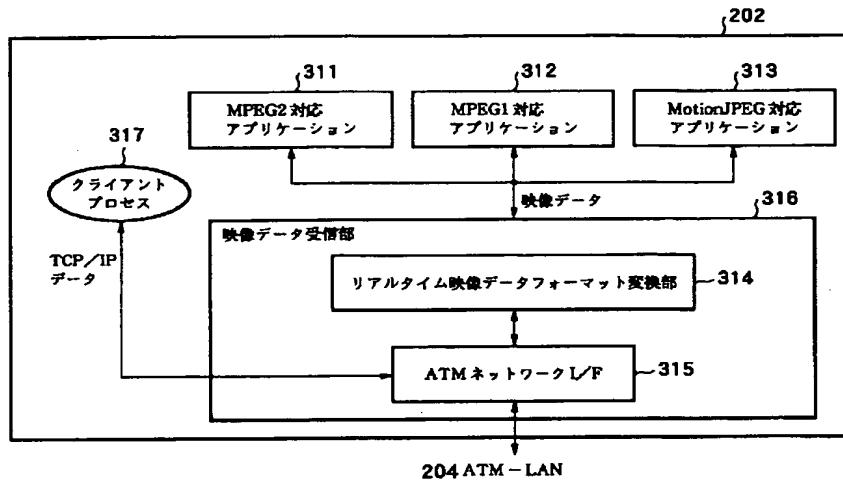 202
311
312
313
MPEG2 対応
アプリケーション
MPEG1 対応
アプリケーション
MotionJPEG 対応
アプリケーション
317
クライアント
プロセス
映像データ
316
映像データ受信部
TCP/IP
データ
リアルタイム映像データフォーマット変換部
314
ATM ネットワーク I/F
315
204 ATM-LAN